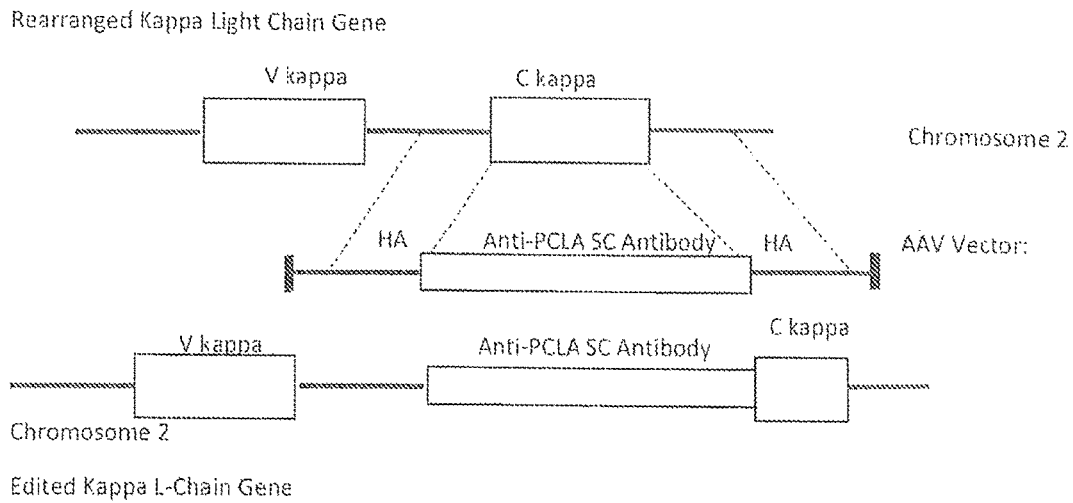 Rearranged Kappa Light Chain Gene
V kappa
C kappa
Chromosome 2
HA
Anti-PCLA SC Antibody
HA
AAV Vector:
C kappa
V kappa
Anti-PCLA SC Antibody
Chromosome 2
Edited Kappa L-Chain Gene